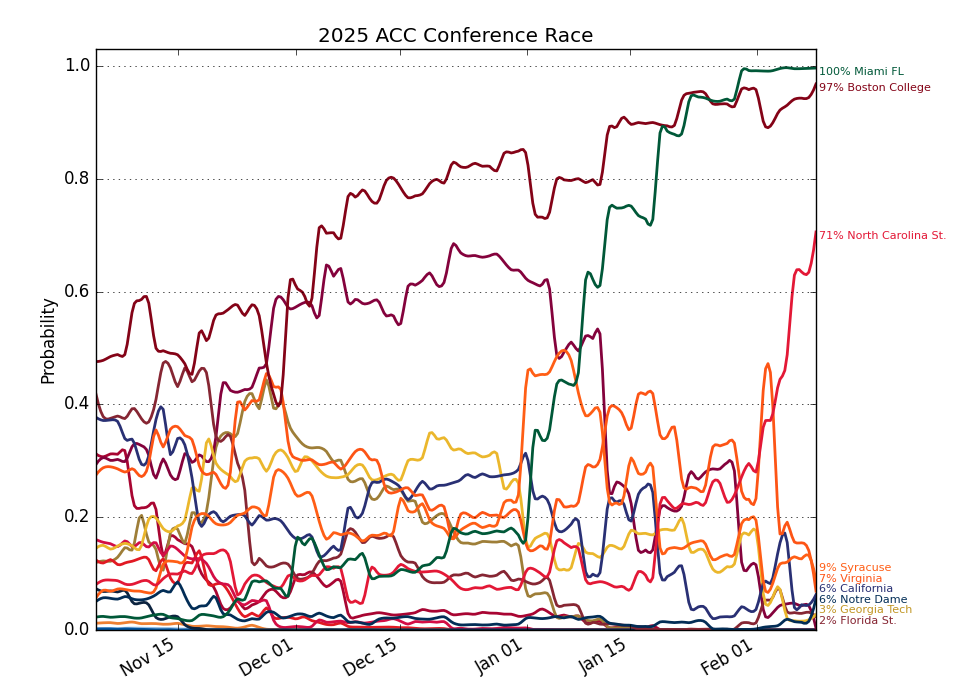 2025 ACC Conference Race
Probability
1.0
0.8
0.6
0.4
0.2
0.0
Nov 15
Dec 01
Dec 15
Jan 01
Jan 15
Feb 01
100% Miami FL
97% Boston College
71% North Carolina St.
9% Syracuse
7% Virginia
6% California
6% Notre Dame
3% Georgia Tech
2% Florida St.